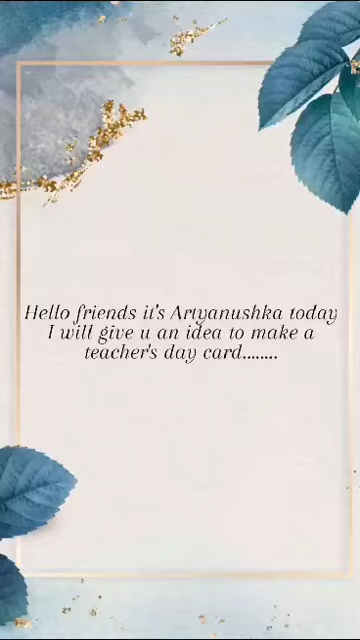 Hello friends it's Artyanushka today
I will give u an idea to make a
teacher's day card........